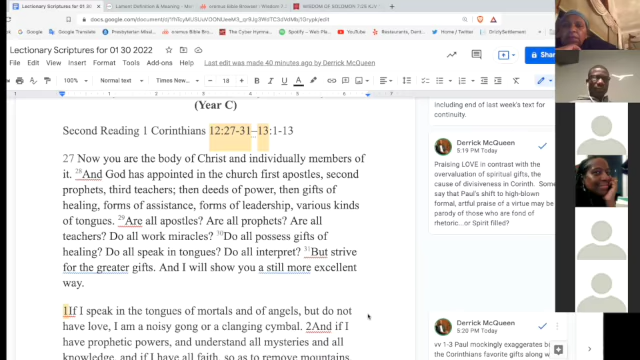 Lectionary Scriptures for 01 30 2022
File Edit View Insert Format Tools Add-ons Help
Last edit was made 40 minutes ago by Derrick McQueen
Share
100%
Normal text
Times New...
18
(Year C)
Second Reading 1 Corinthians 12:27-31–13:1-13
27 Now you are the body of Christ and individually members of
it. 28And God has appointed in the church first apostles, second
prophets, third teachers; then deeds of power, then gifts of
healing, forms of assistance, forms of leadership, various kinds
of tongues. 29Are all apostles? Are all prophets? Are all
teachers? Do all work miracles? 30Do all possess gifts of
healing? Do all speak in tongues? Do all interpret? 31But strive
for the greater gifts. And I will show you a still more excellent
way.
1If I speak in the tongues of mortals and of angels, but do not
have love, I am a noisy gong or a clanging cymbal. 2And if I
have prophetic powers, and understand all mysteries and all
knowledge, and if I have all faith, so as to remove mountains
including end of last week's text for
continuity.
Derrick McQueen
5:19 PM Today
Praising LOVE in contrast with the
overvaluation of spiritual gifts, the
cause of divisiveness in Corinth. Some
say that Paul's shift to high-blown
formal, artful praise of a virtue may be
parody of those who are fond of
rhetoric... or Spirit filled?
Derrick McQueen
5:20 PM Today
vv 1-3 Paul mockingly exaggerates
the Corinthians favorite gifts along